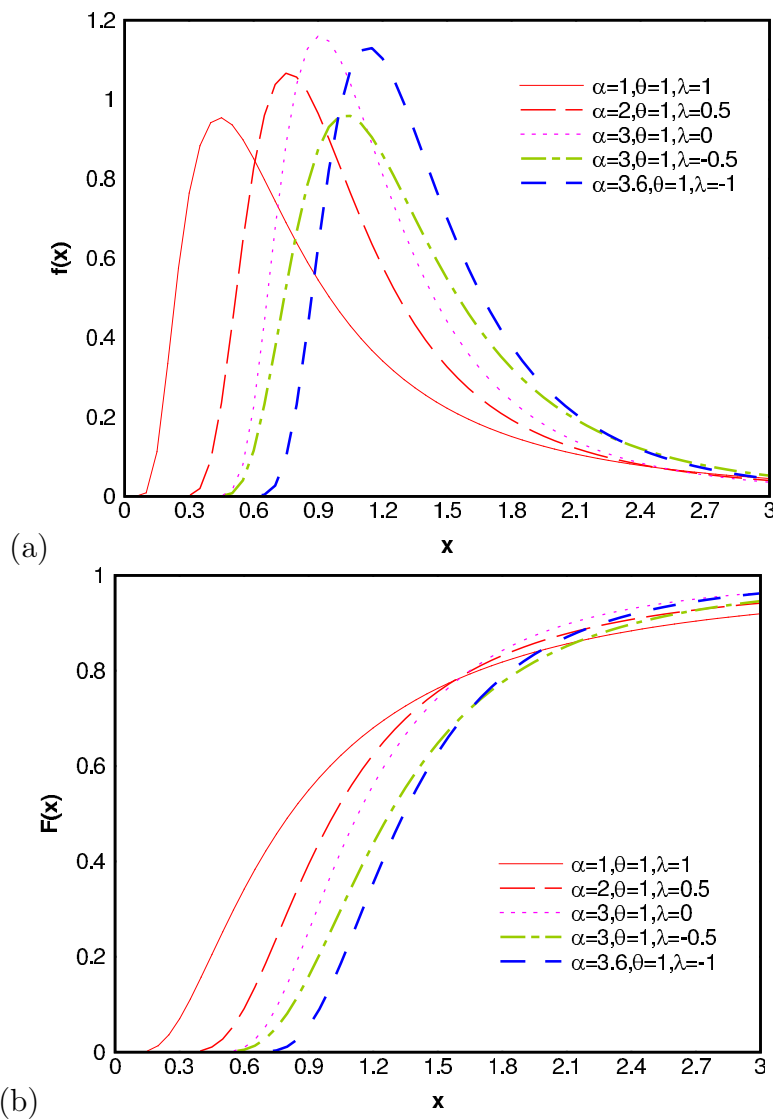 1.2
1
0.8
0.6
0.4
0.2
0
f(x)
α=1,θ=1,λ=1
α=2,θ=1,λ=0.5
α=3,θ=1,λ=0
α=3,θ=1,λ=-0.5
α=3.6,θ=1,λ=-1
0 0.3 0.6 0.9 1.2 1.5 1.8 2.1 2.4 2.7 3
x
(a)
1
0.8
0.6
0.4
0.2
0
F(x)
α=1,θ=1,λ=1
α=2,θ=1,λ=0.5
α=3,θ=1,λ=0
α=3,θ=1,λ=-0.5
α=3.6,θ=1,λ=-1
0 0.3 0.6 0.9 1.2 1.5 1.8 2.1 2.4 2.7 3
x
(b)